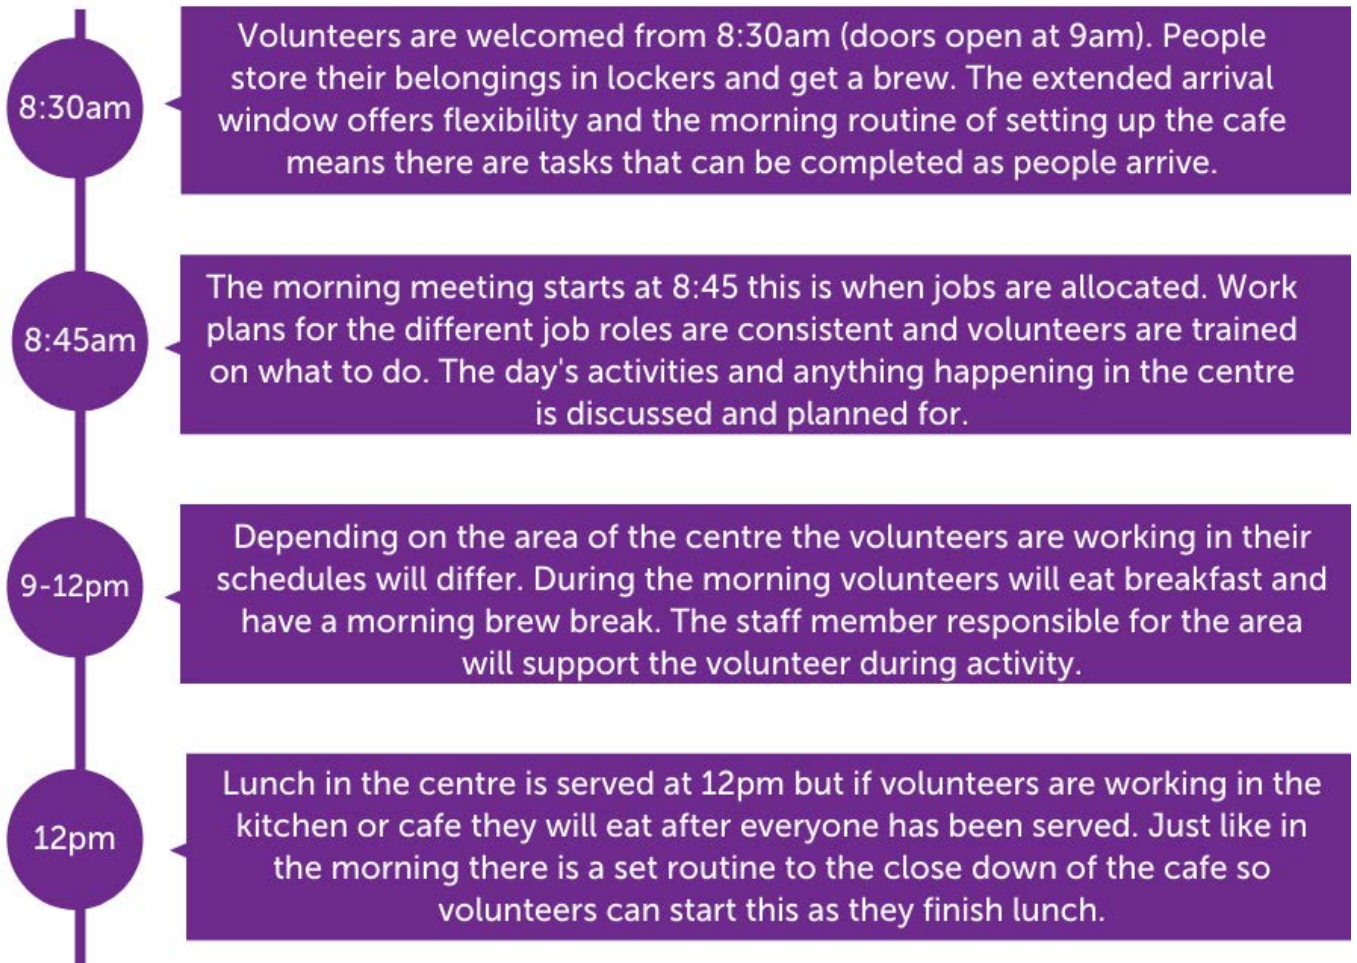 8:30am
Volunteers are welcomed from 8:30am (doors open at 9am). People
store their belongings in lockers and get a brew. The extended arrival
window offers flexibility and the morning routine of setting up the cafe
means there are tasks that can be completed as people arrive.
8:45am
The morning meeting starts at 8:45 this is when jobs are allocated. Work
plans for the different job roles are consistent and volunteers are trained
on what to do. The day's activities and anything happening in the centre
is discussed and planned for.
9-12pm
Depending on the area of the centre the volunteers are working in their
schedules will differ. During the morning volunteers will eat breakfast and
have a morning brew break. The staff member responsible for the area
will support the volunteer during activity.
12pm
Lunch in the centre is served at 12pm but if volunteers are working in the
kitchen or cafe they will eat after everyone has been served. Just like in
the morning there is a set routine to the close down of the cafe so
volunteers can start this as they finish lunch.